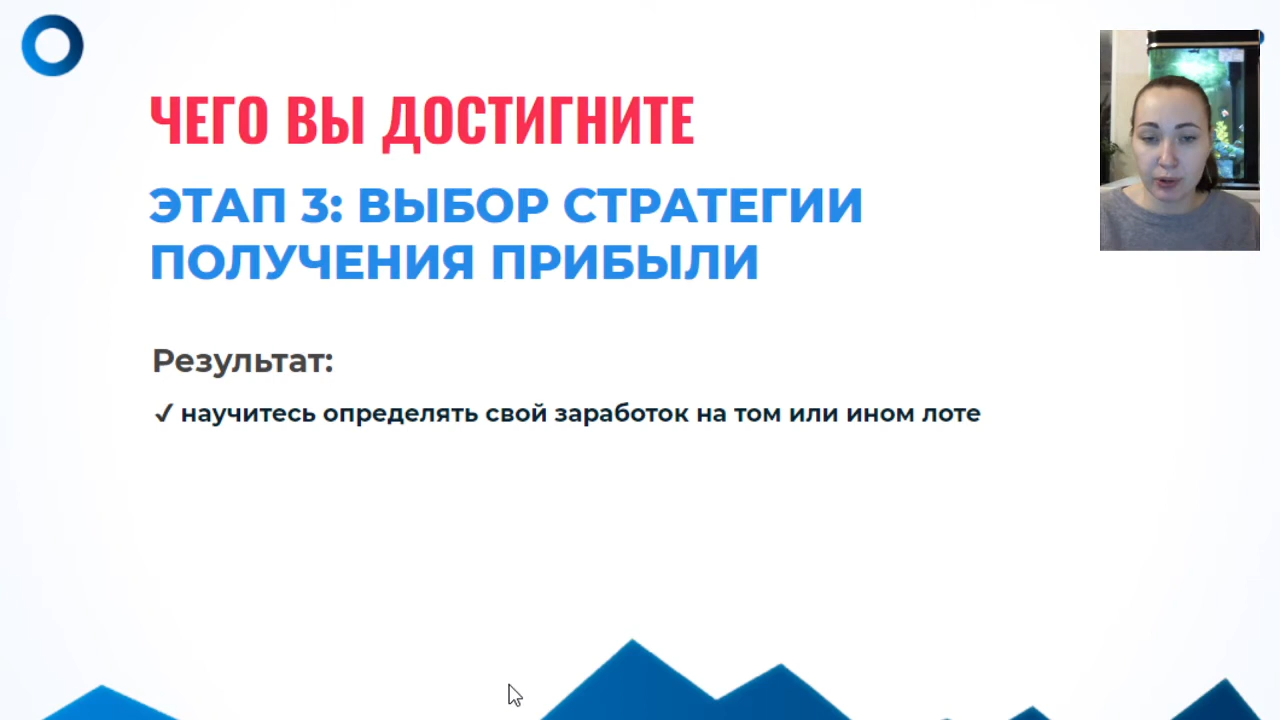 ЧЕГО ВЫ ДОСТИГНИТЕ
ЭТАП 3: ВЫБОР СТРАТЕГИИ
ПОЛУЧЕНИЯ ПРИБЫЛИ
Результат:
✓ научитесь определять свой заработок на том или ином лоте